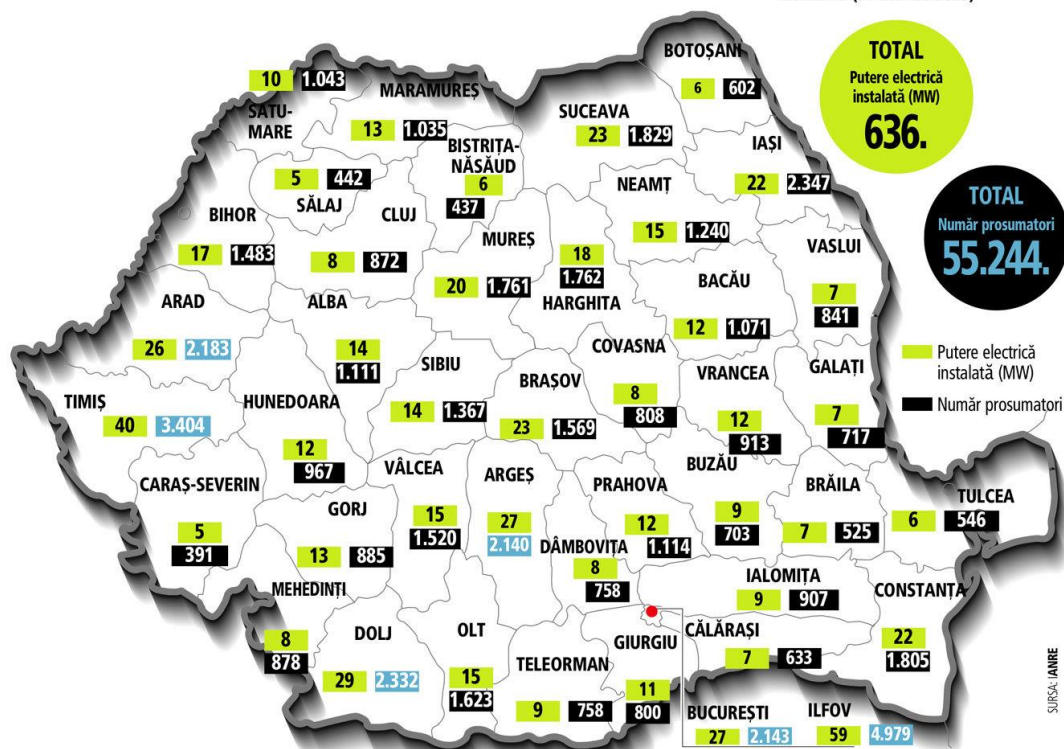 BOTOȘANI
6 602
TOTAL
Putere electrică
instalată (MW)
636.
10 1.043
SATU-
MARE
MARAMUREȘ
13 1.035
SUCEAVA
23 1.829
IAȘI
22 2.347
BISTRIȚA-
NĂSĂUD
6
437
5 442
SĂLAJ
NEAMȚ
15 1.240
TOTAL
Număr prosumatori
55.244.
BIHOR
17 1.483
CLUJ
8 872
MUREȘ
20 1.761
18
1.762
HARGHITA
BACĂU
12 1.071
VASLUI
7
841
ARAD
26 2.183
ALBA
14
1.111
SIBIU
14 1.367
BRAȘOV
23 1.569
COVASNA
8
808
VRANCEA
12
913
GALAȚI
7
717
Putere electrică
instalată (MW)
Număr prosumatori
TIMIȘ
40 3.404
HUNEDOARA
12
967
CARAȘ-SEVERIN
5
391
GORJ
13 885
VÂLCEA
15
1.520
ARGEȘ
27
2.140
PRAHOVA
12
1.114
BUZĂU
9
703
BRĂILA
7 525
TULCEA
6 546
DÂMBOVIȚA
8
758
MEHEDINȚI
8
878
DOLJ
29 2.332
OLT
15
1.623
TELEORMAN
9 758
GIURGIU
11
800
IALOMIȚA
9 907
CĂLĂRAȘI
7 633
CONSTANȚA
22
1.805
BUCUREȘTI
27 2.143
ILFOV
59 4.979
SURSA: IANRE